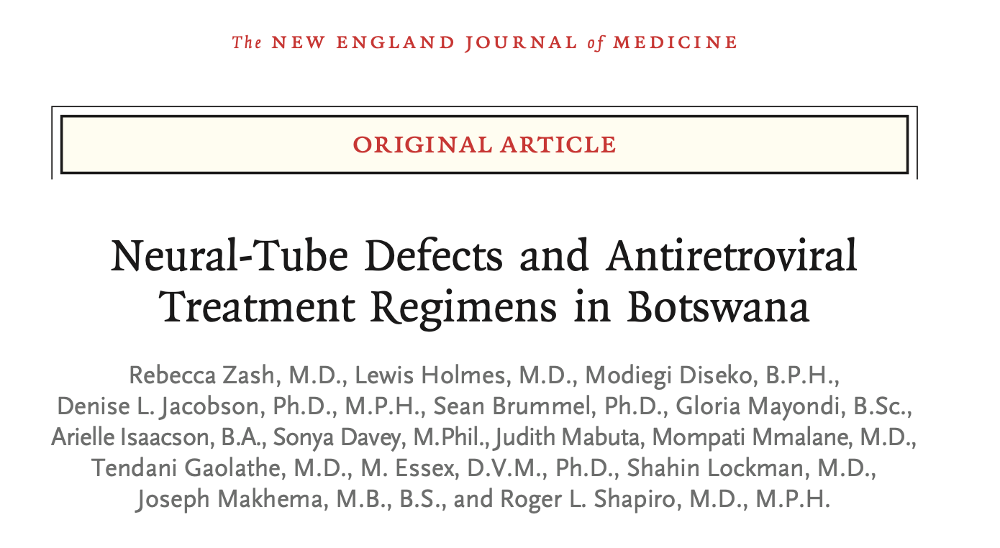 The NEW ENGLAND JOURNAL of MEDICINE
ORIGINAL ARTICLE
Neural-Tube Defects and Antiretroviral
Treatment Regimens in Botswana
Rebecca Zash, M.D., Lewis Holmes, M.D., Modiegi Diseko, B.P.H.,
Denise L. Jacobson, Ph.D., M.P.H., Sean Brummel, Ph.D., Gloria Mayondi, B.Sc.,
Arielle Isaacson, B.A., Sonya Davey, M.Phil., Judith Mabuta, Mompati Mmalane, M.D.,
Tendani Gaolathe, M.D., M. Essex, D.V.M., Ph.D., Shahin Lockman, M.D.,
Joseph Makhema, M.B., B.S., and Roger L. Shapiro, M.D., M.P.H.